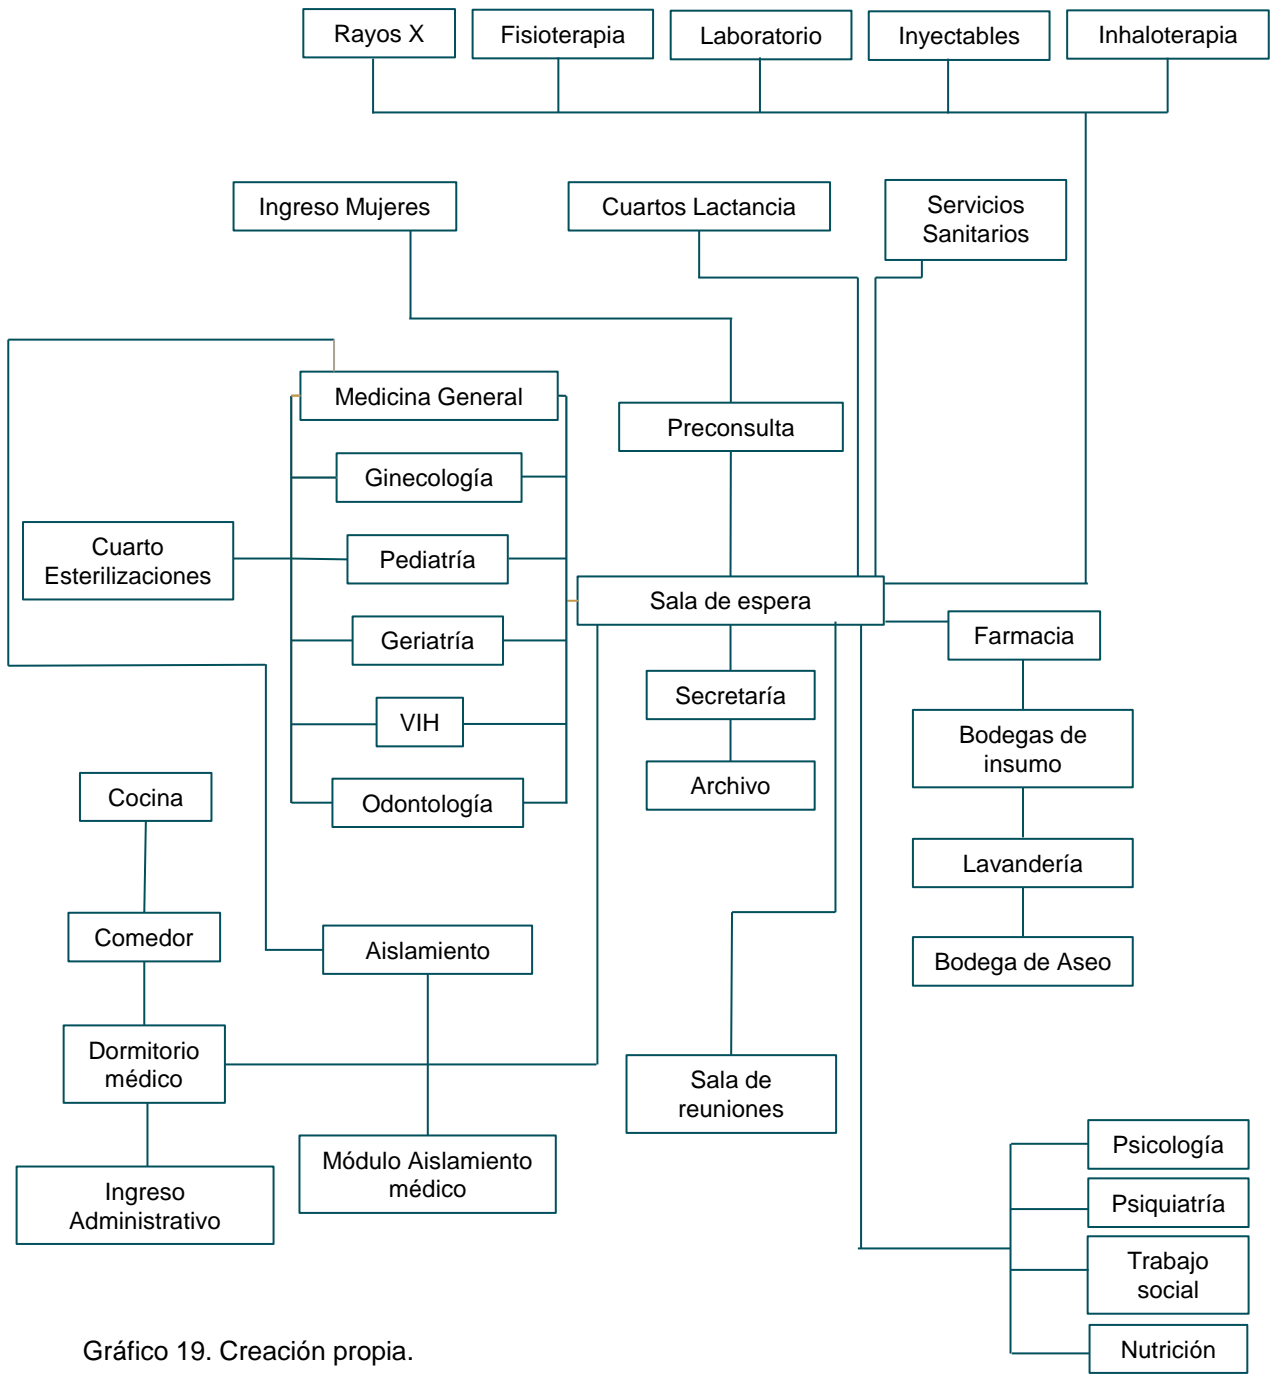 Rayos X
Fisioterapia
Laboratorio
Inyectables
Inhaloterapia
Ingreso Mujeres
Cuartos Lactancia
Servicios
Sanitarios
Medicina General
Preconsulta
Ginecología
Cuarto
Esterilizaciones
Pediatría
Sala de espera
Geriatría
Farmacia
Secretaría
VIH
Bodegas de
insumo
Archivo
Cocina
Odontología
Lavandería
Comedor
Aislamiento
Bodega de Aseo
Dormitorio
médico
Sala de
reuniones
Psicología
Módulo Aislamiento
médico
Ingreso
Administrativo
Psiquiatría
Trabajo
social
Nutrición
Gráfico 19. Creación propia.